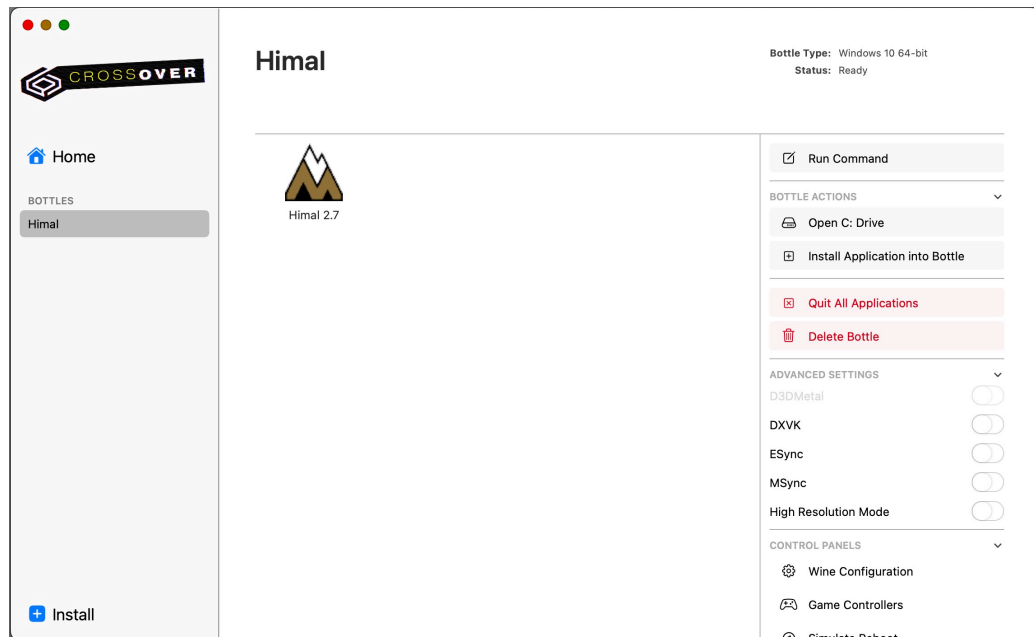 CROSSOVER
Home
BOTTLES
Himal
Install
Himal
Bottle Type: Windows 10 64-bit
Status: Ready
Himal 2.7
Run Command
BOTTLE ACTIONS
Open C: Drive
Install Application into Bottle
Quit All Applications
Delete Bottle
ADVANCED SETTINGS
D3DMetal
DXVK
ESync
MSync
High Resolution Mode
CONTROL PANELS
Wine Configuration
Game Controllers
Simulate Reboot